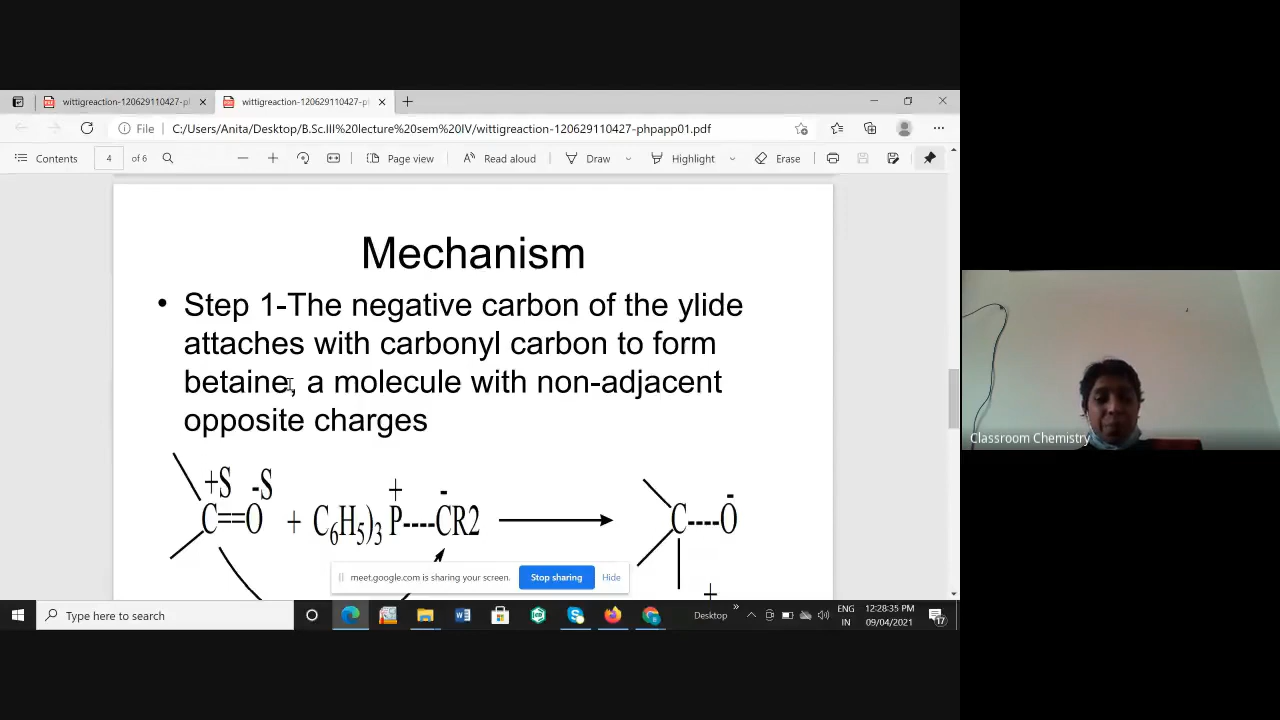 wittigreaction-120629110427-pl
wittigreaction-120629110427-pl
File
C:/Users/Anita/Desktop/B.Sc.III%20lecture%20sem%20IV/wittigreaction-120629110427-phpapp01.pdf
Contents 4 of 6 Page view Read aloud Draw Highlight Erase
Mechanism
• Step 1-The negative carbon of the ylide
attaches with carbonyl carbon to form
betaine, a molecule with non-adjacent
opposite charges
+S -S + - -
C==O + C6H5)3 P----CR2 C----O
+
meet.google.com is sharing your screen. Stop sharing Hide
Classroom Chemistry
Type here to search
Desktop »
ENG
IN
12:28:35 PM
09/04/2021
17